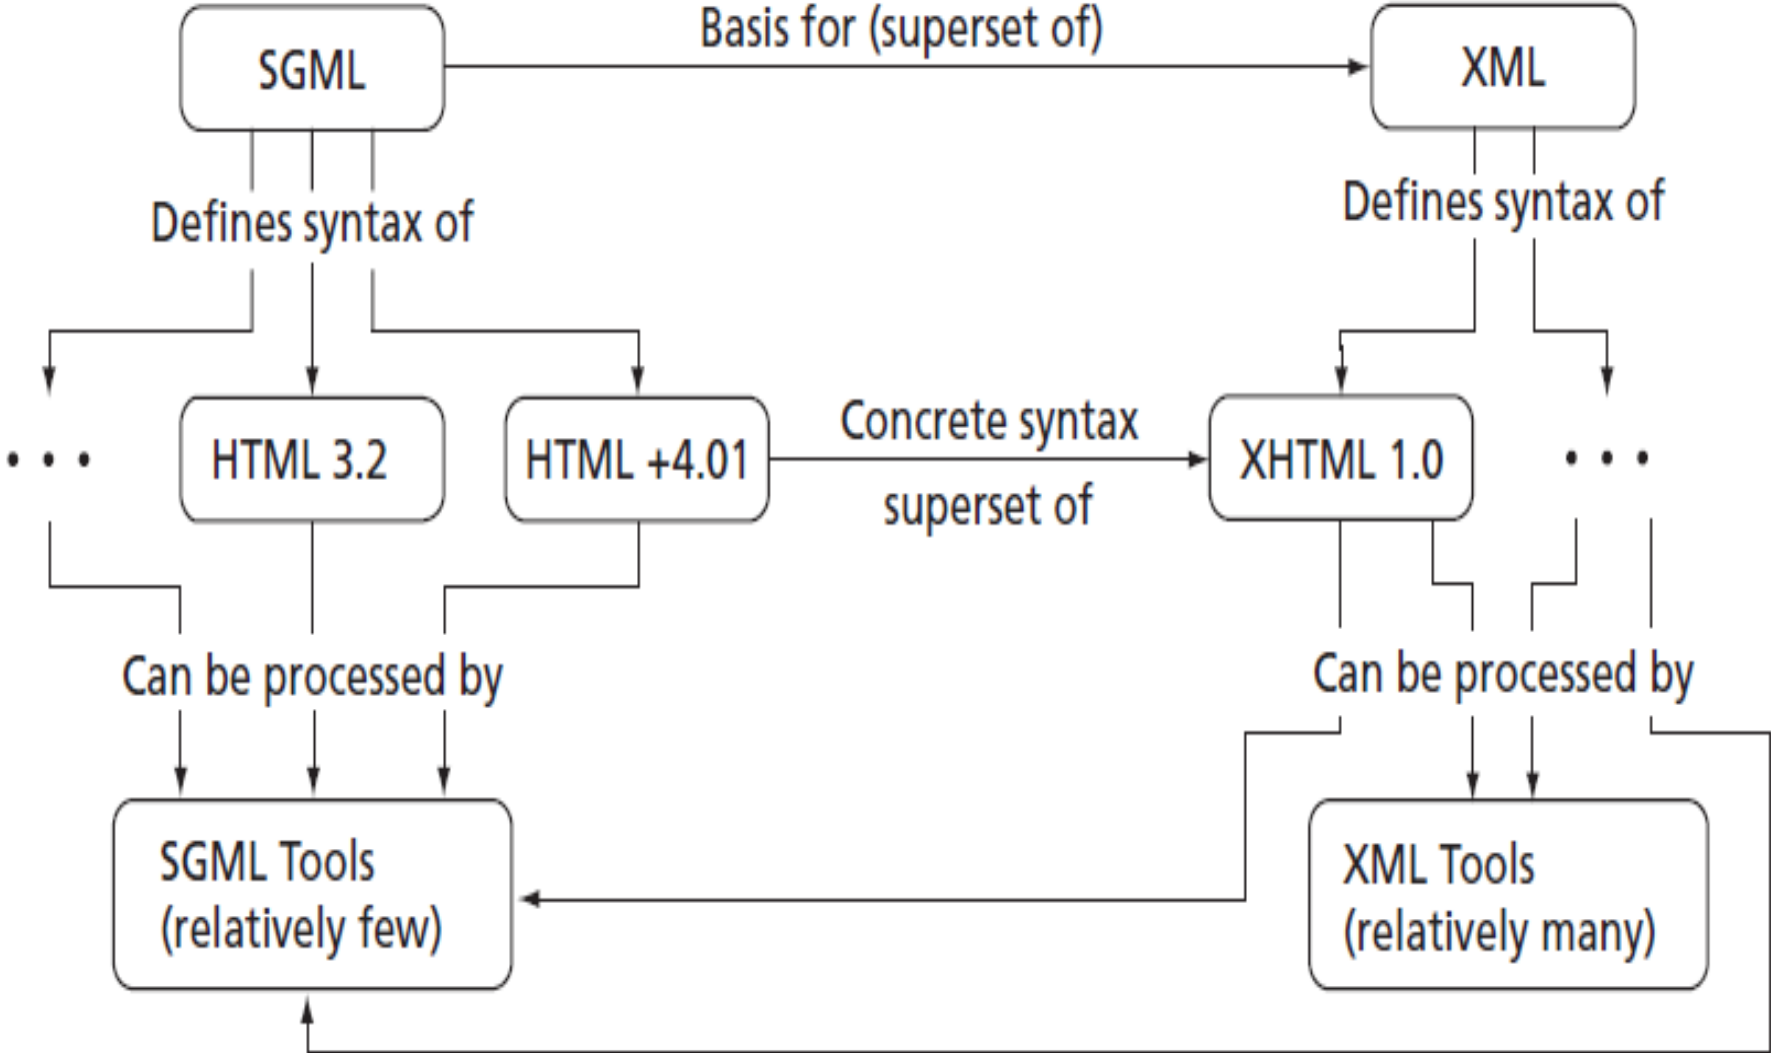 SGML
Basis for (superset of)
XML
Defines syntax of
Defines syntax of
• • •
HTML 3.2
HTML +4.01
Concrete syntax
superset of
XHTML 1.0
• • •
Can be processed by
Can be processed by
SGML Tools
(relatively few)
XML Tools
(relatively many)